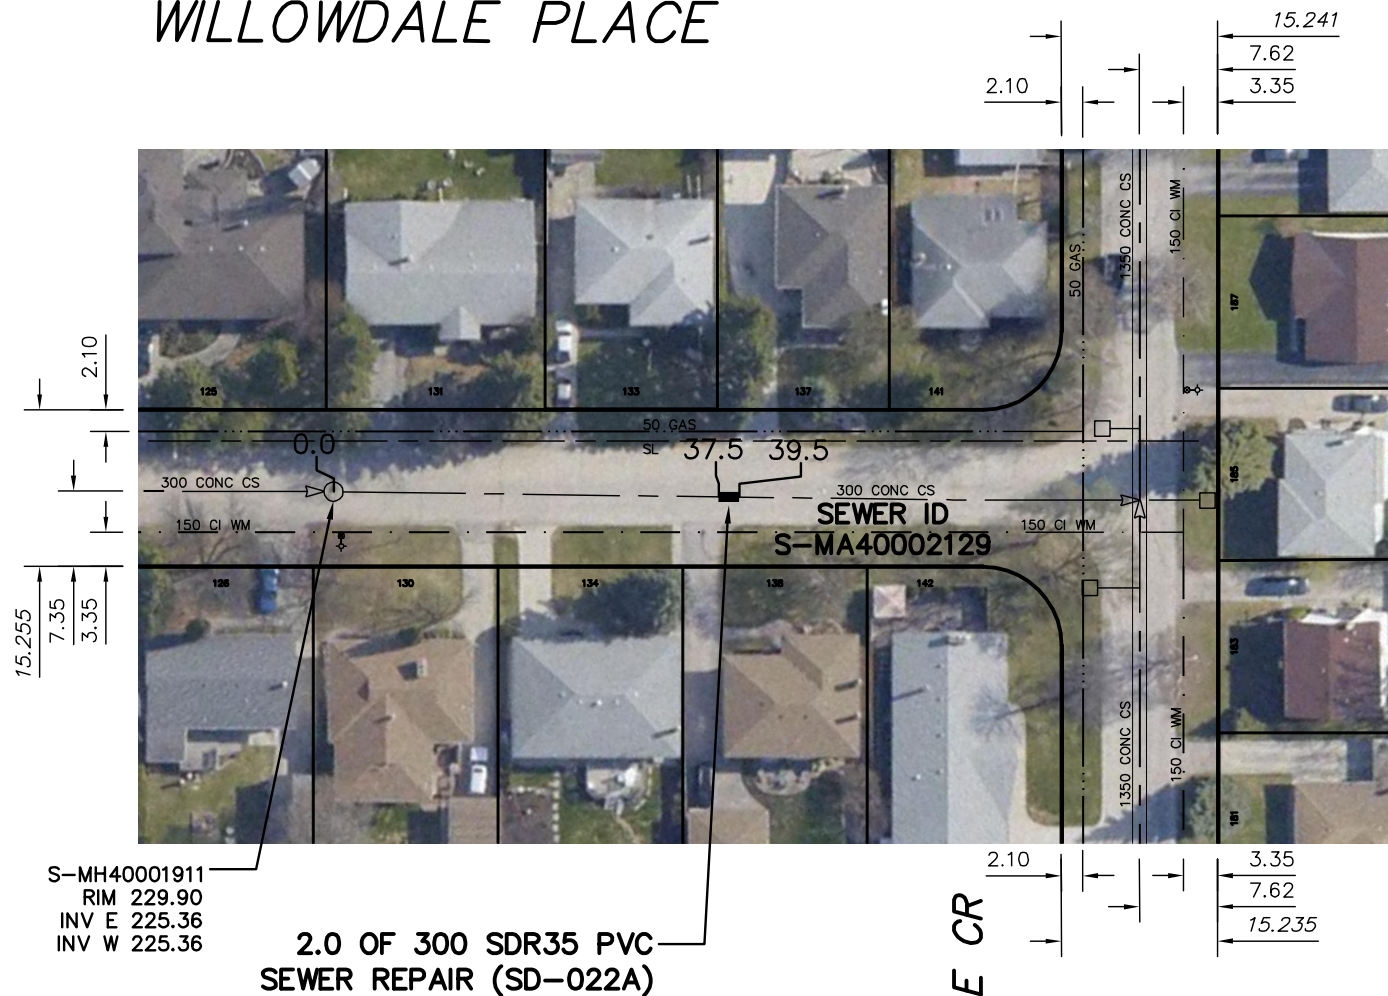 WILLOWDALE PLACE
15.241
7.62
2.10
3.35
1350 CONC CS
150 CI WM
50 GAS
187
2.10
125
131
133
137
141
50 GAS
SL
0.0
37.5
39.5
185
300 CONC CS
300 CONC CS
SEWER ID
S-MA40002129
150 CI WM
150 CI WM
126
130
134
138
142
15.255
7.35
3.35
183
1350 CONC CS
150 CI WM
181
S-MH40001911
RIM 229.90
INV E 225.36
INV W 225.36
2.10
3.35
7.62
15.235
2.0 OF 300 SDR35 PVC
SEWER REPAIR (SD-022A)
E CR